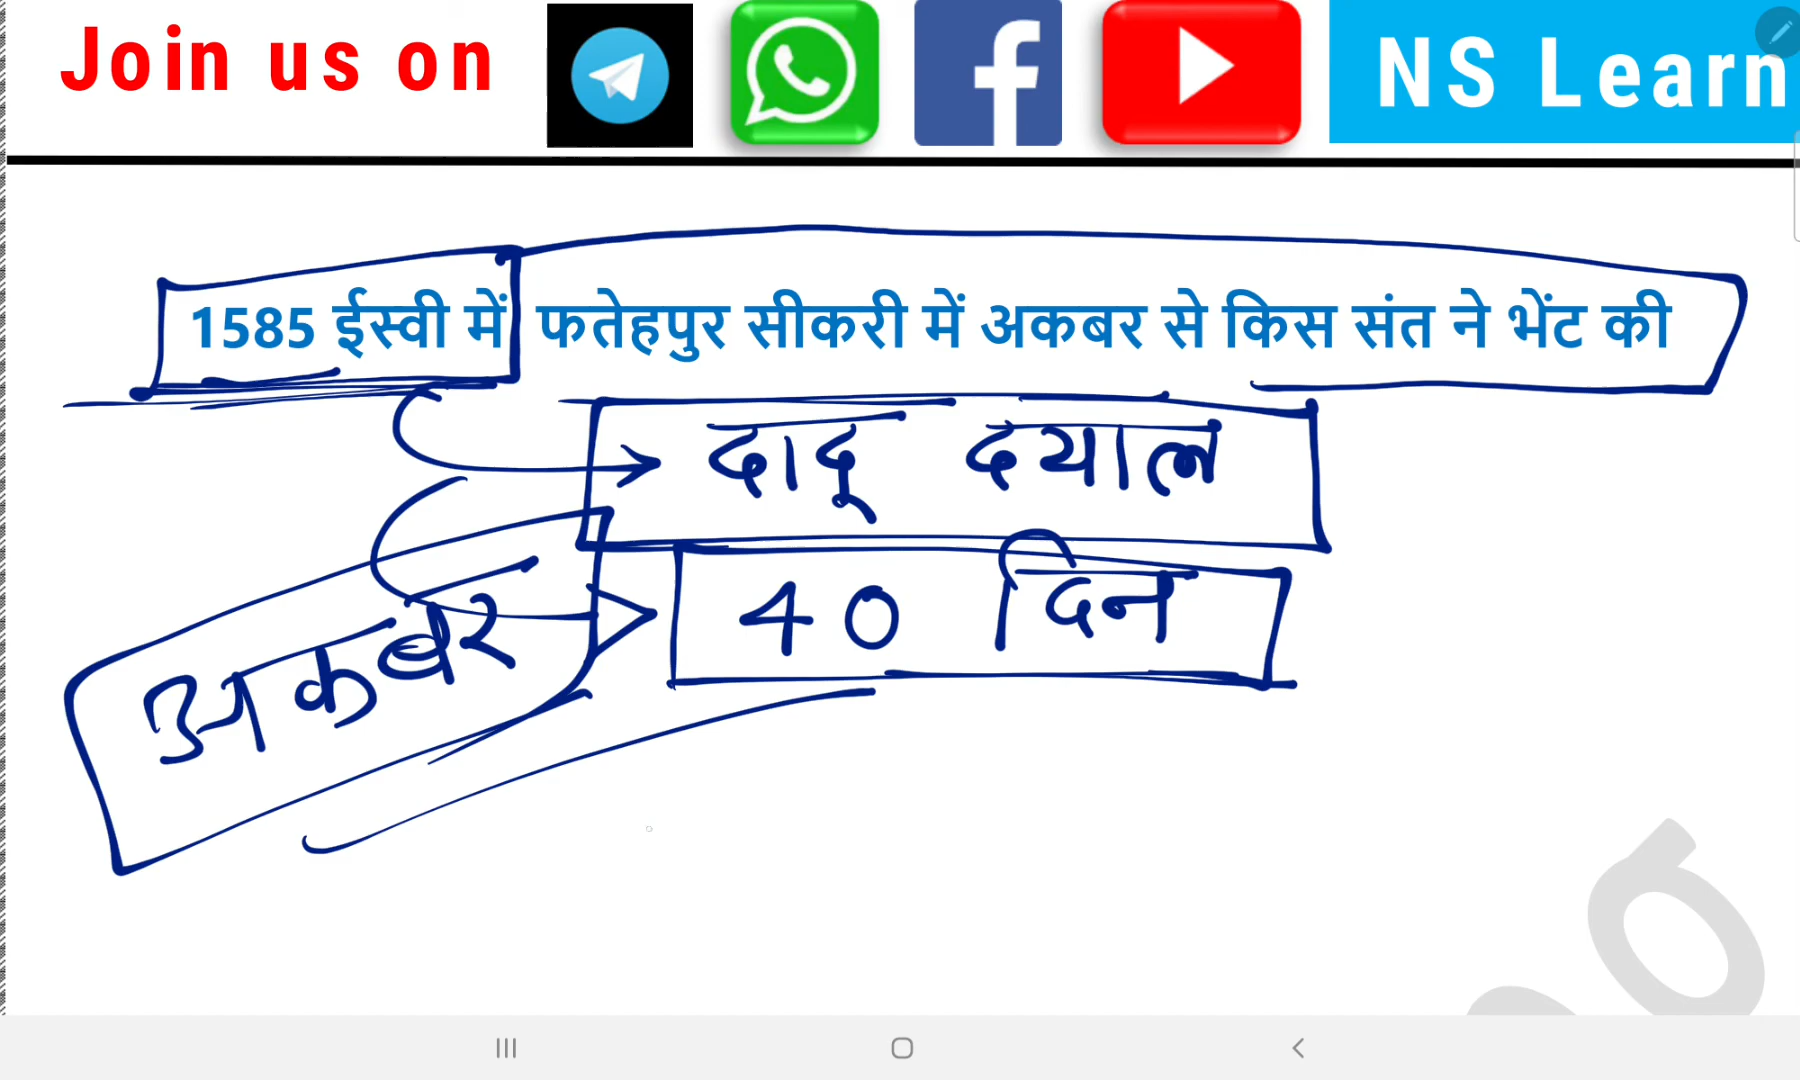 Join us on NS Learn
1585 ईस्वी में फतेहपुर सीकरी में अकबर से किस संत ने भेंट की
दादू दयाल
40 दिन
अकबर